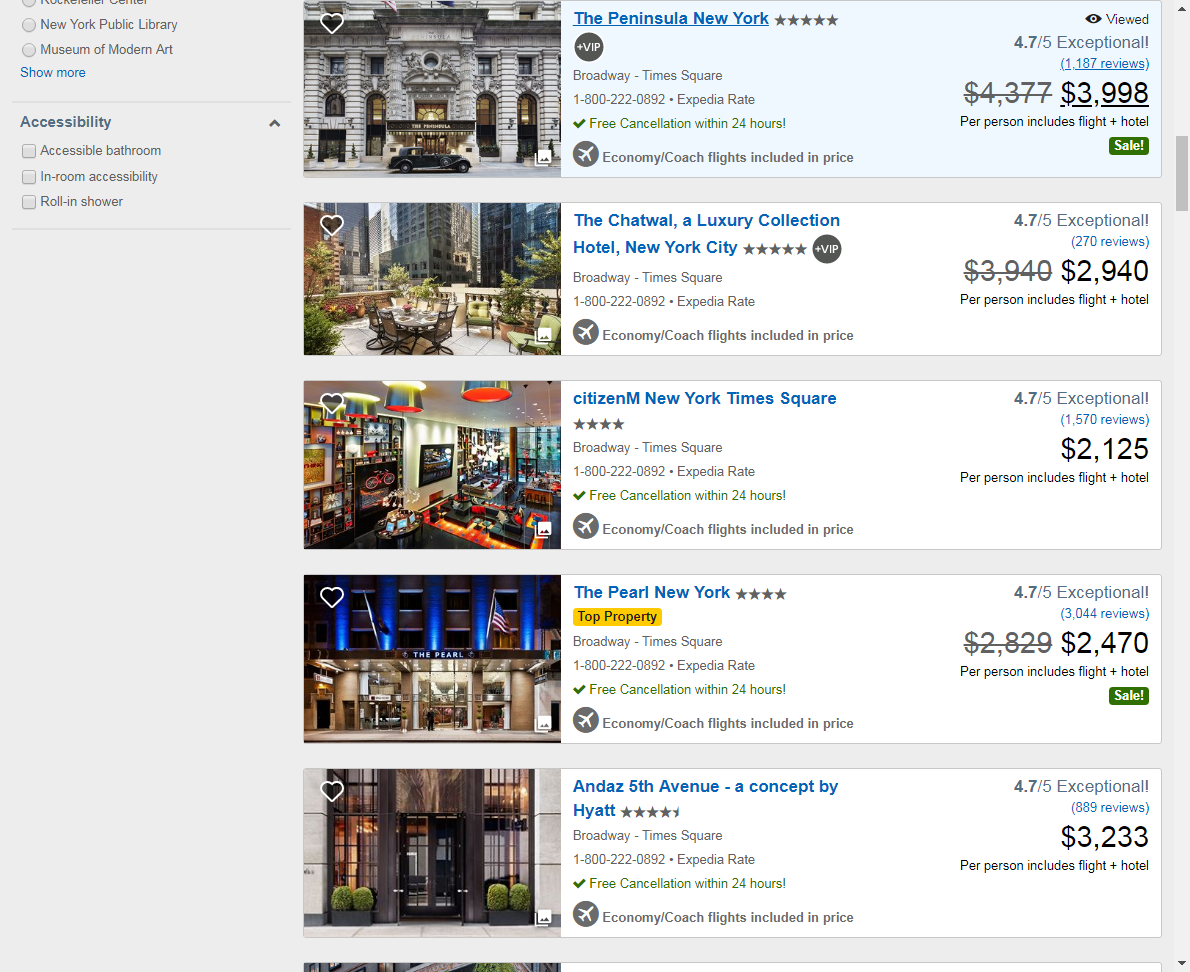 Rockefeller Center
New York Public Library
Museum of Modern Art
Show more
Accessibility
Accessible bathroom
In-room accessibility
Roll-in shower
THE PENINSULA
The Peninsula New York
+VIP
Broadway - Times Square
1-800-222-0892 • Expedia Rate
Free Cancellation within 24 hours!
Economy/Coach flights included in price
Viewed
4.7/5 Exceptional!
(1,187 reviews)
$4,377 $3,998
Per person includes flight + hotel
Sale!
The Chatwal, a Luxury Collection
Hotel, New York City +VIP
Broadway - Times Square
1-800-222-0892 • Expedia Rate
Economy/Coach flights included in price
4.7/5 Exceptional!
(270 reviews)
$3,940 $2,940
Per person includes flight + hotel
citizenM New York Times Square
Broadway - Times Square
1-800-222-0892 • Expedia Rate
Free Cancellation within 24 hours!
Economy/Coach flights included in price
4.7/5 Exceptional!
(1,570 reviews)
$2,125
Per person includes flight + hotel
THE PEARL
The Pearl New York
Top Property
Broadway - Times Square
1-800-222-0892 • Expedia Rate
Free Cancellation within 24 hours!
Economy/Coach flights included in price
4.7/5 Exceptional!
(3,044 reviews)
$2,829 $2,470
Per person includes flight + hotel
Sale!
Andaz 5th Avenue - a concept by
Hyatt
Broadway - Times Square
1-800-222-0892 • Expedia Rate
Free Cancellation within 24 hours!
Economy/Coach flights included in price
4.7/5 Exceptional!
(889 reviews)
$3,233
Per person includes flight + hotel